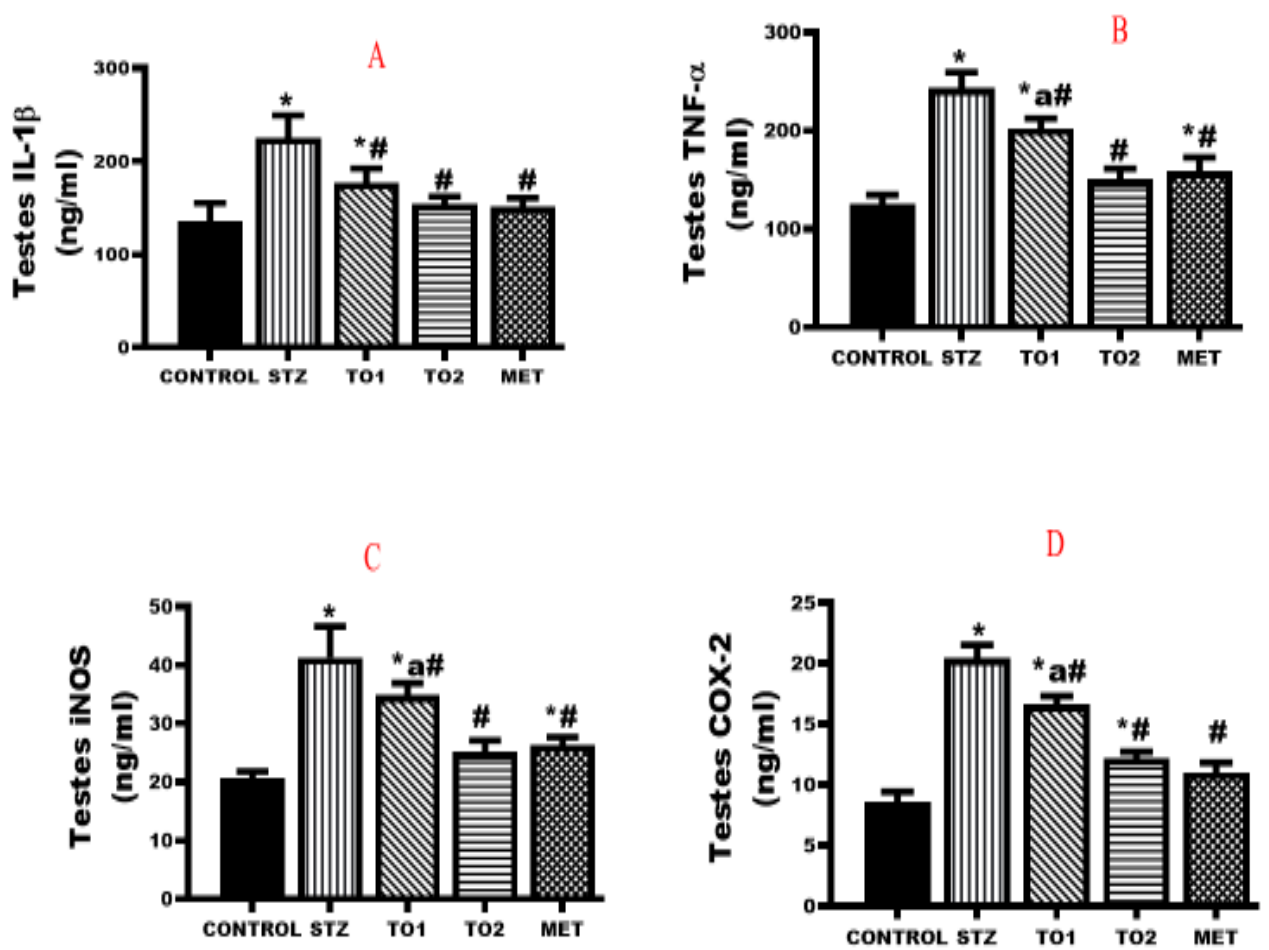 A
Testes IL-1β
(ng/ml)
300
200
100
0
*
*#
#
#
CONTROL STZ TO1 TO2 MET
B
Testes TNF-α
(ng/ml)
300
200
100
0
*
*a#
#
*#
CONTROL STZ TO1 TO2 MET
C
Testes iNOS
(ng/ml)
50
40
30
20
10
0
*
*a#
#
*#
CONTROL STZ TO1 TO2 MET
D
Testes COX-2
(ng/ml)
25
20
15
10
5
0
*
*a#
*#
#
CONTROL STZ TO1 TO2 MET